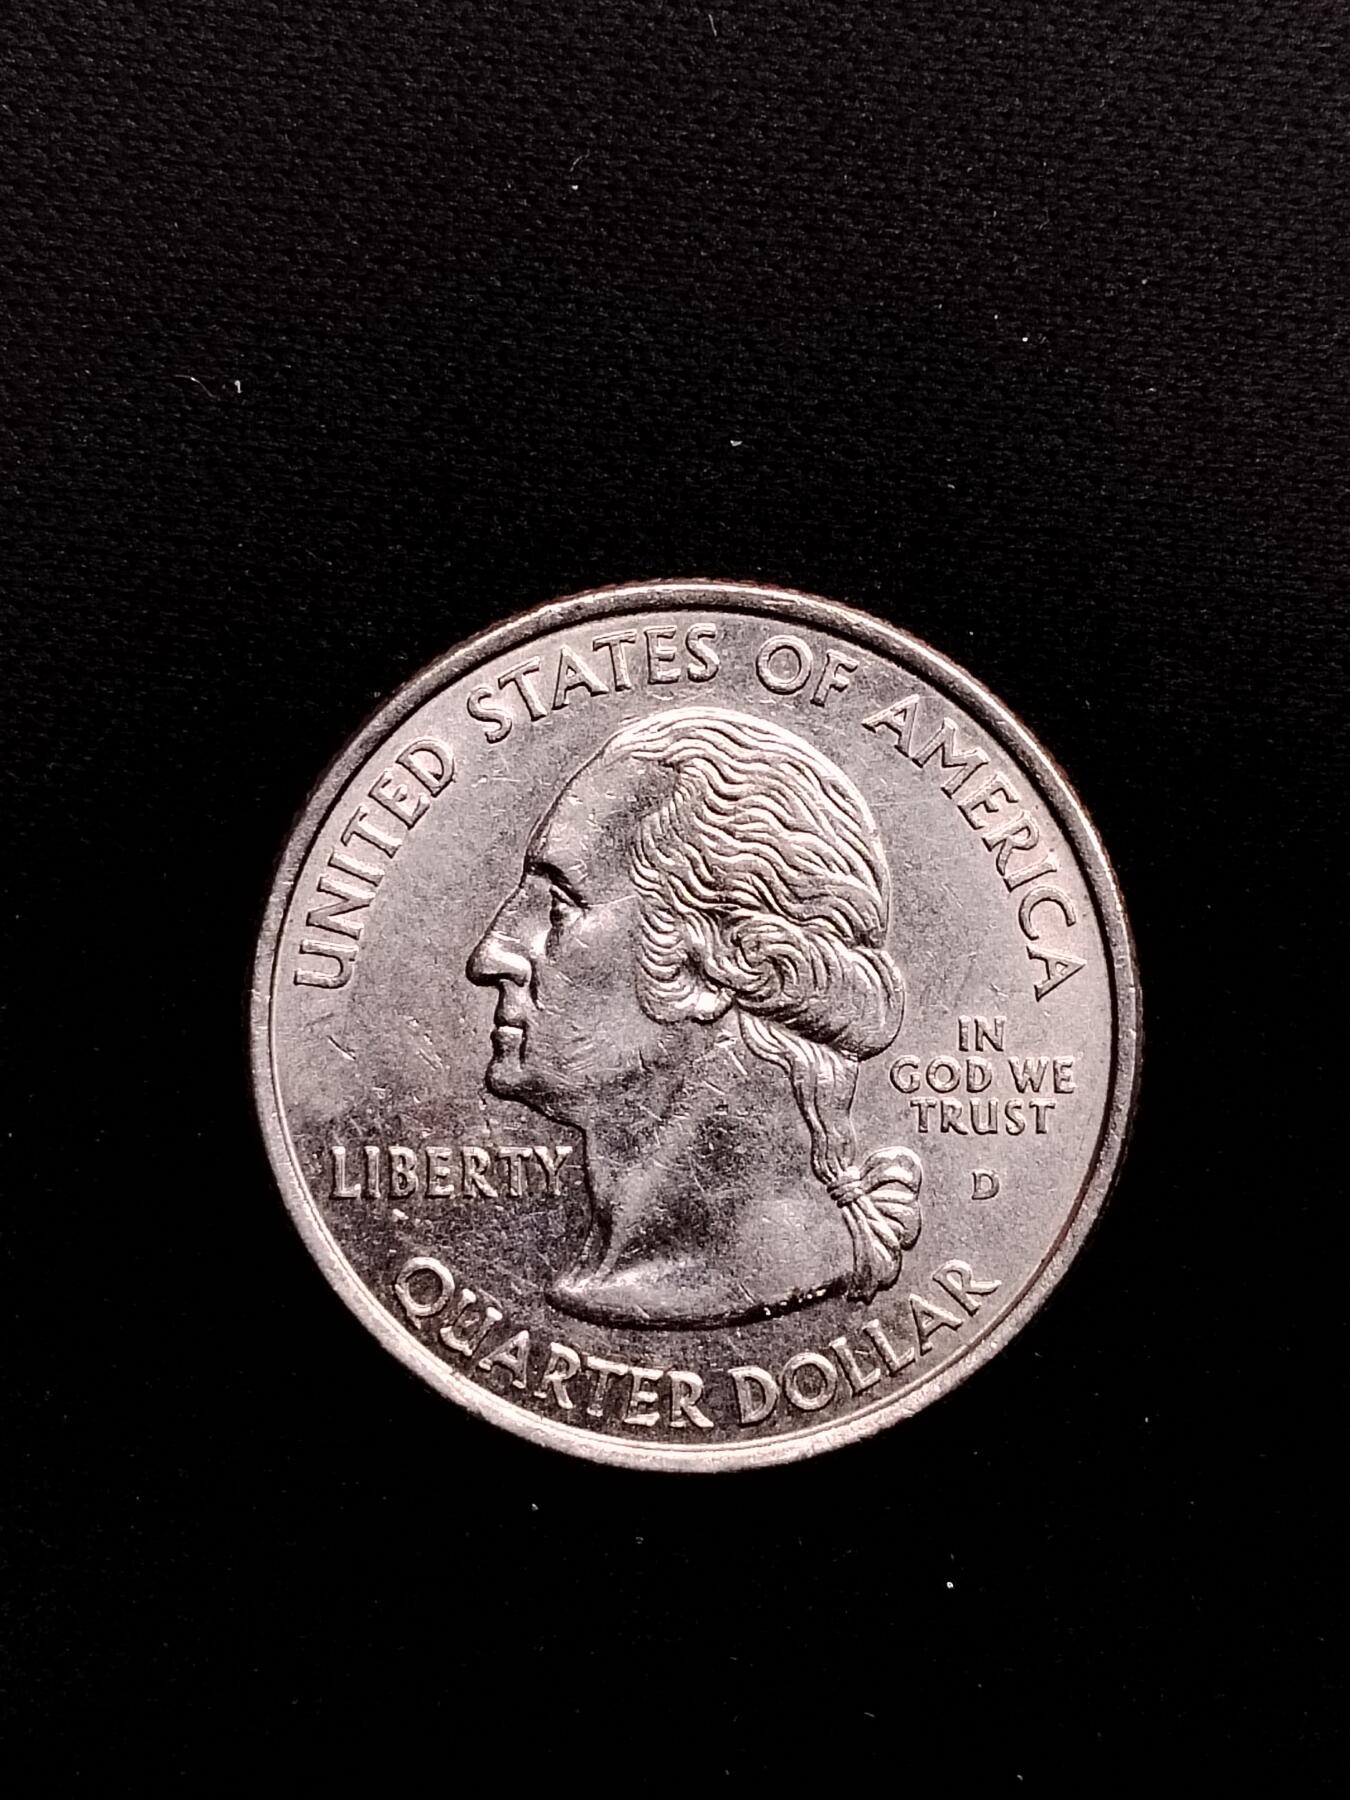 UNITED STATES OF AMERICA
IN
GOD WE
TRUST
LIBERTY
D
QUARTER DOLLAR